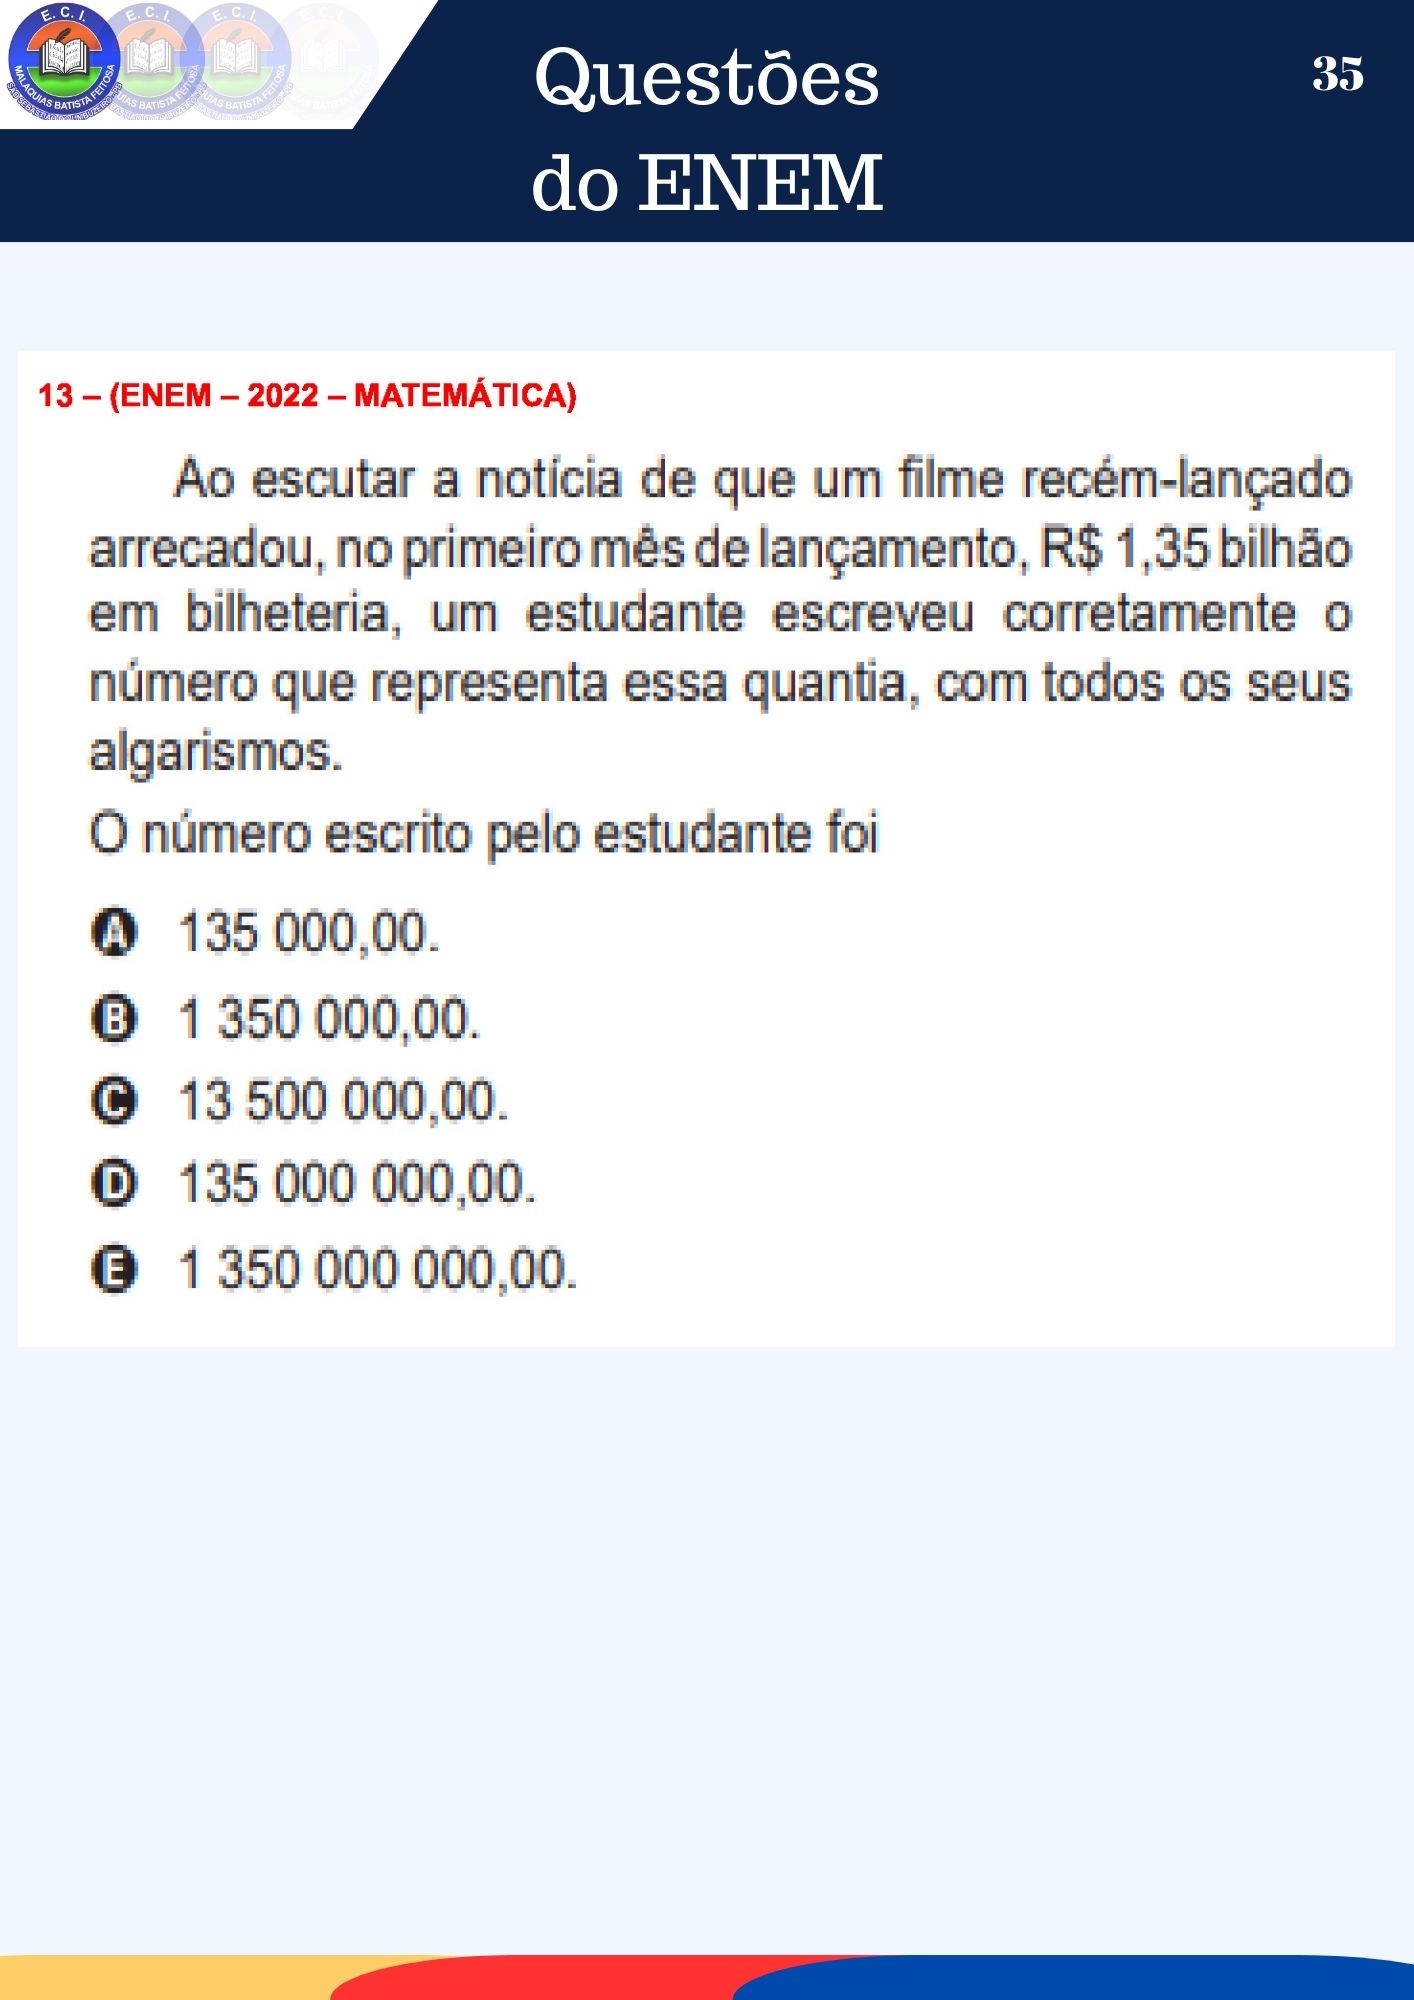 E. C. I.
MALAQUIAS BATISTA FEITOSA
Questões
do ENEM
35
13 – (ENEM – 2022 – MATEMÁTICA)
Ao escutar a notícia de que um filme recém-lançado
arrecadou, no primeiro mês de lançamento, R$ 1,35 bilhão
em bilheteria, um estudante escreveu corretamente o
número que representa essa quantia, com todos os seus
algarismos.
O número escrito pelo estudante foi
A 135 000,00.
B 1 350 000,00.
C 13 500 000,00.
D 135 000 000,00.
E 1 350 000 000,00.